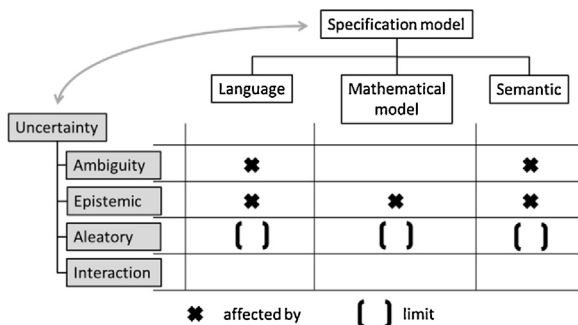 Specification model
Language
Mathematical
model
Semantic
Uncertainty
Ambiguity
Epistemic
Aleatory
Interaction
affected by
limit